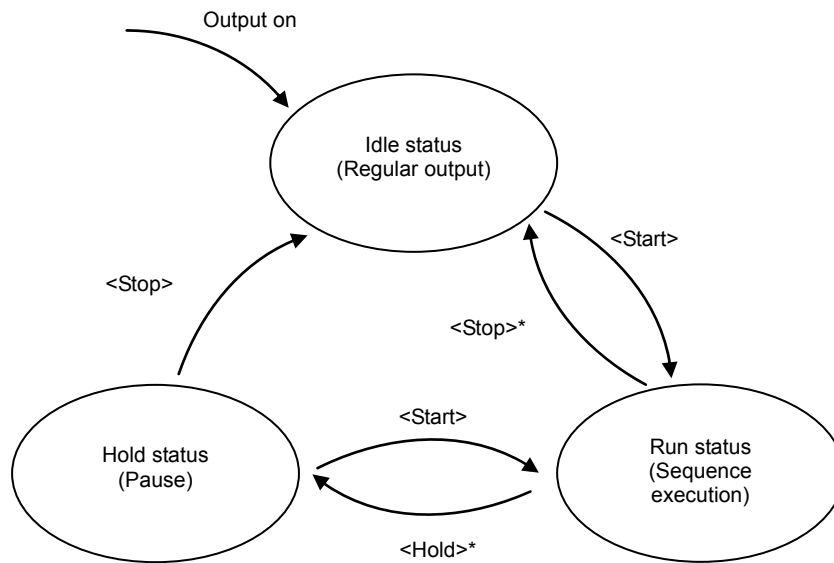 Output on
Idle status
(Regular output)
<Start>
<Stop>
<Stop>*
<Start>
Hold status
(Pause)
Run status
(Sequence
execution)
<Hold>*